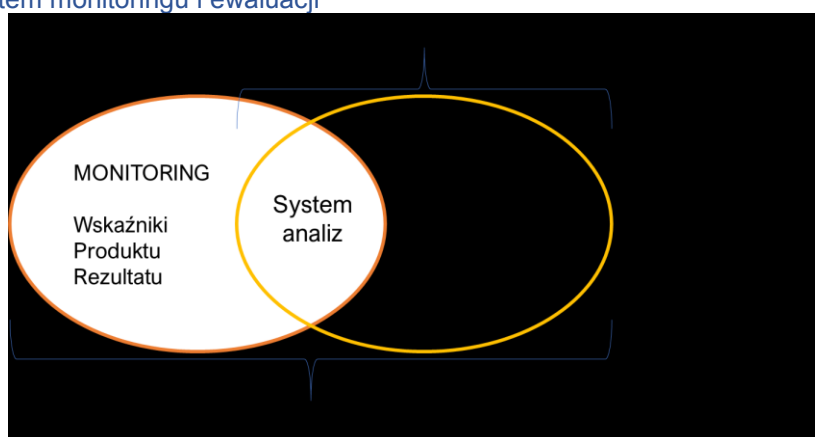 tem monitoringu i ewaluacji
MONITORING
Wskaźniki
Produktu
Rezultatu
System
analiz